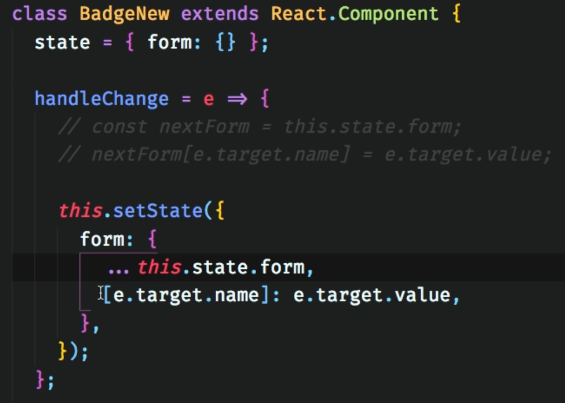 class BadgeNew extends React.Component {
state = { form: {} };
handleChange = e => {
// const nextForm = this.state.form;
// nextForm[e.target.name] = e.target.value;
this.setState({
form: {
...this.state.form,
[e.target.name]: e.target.value,
},
});
};